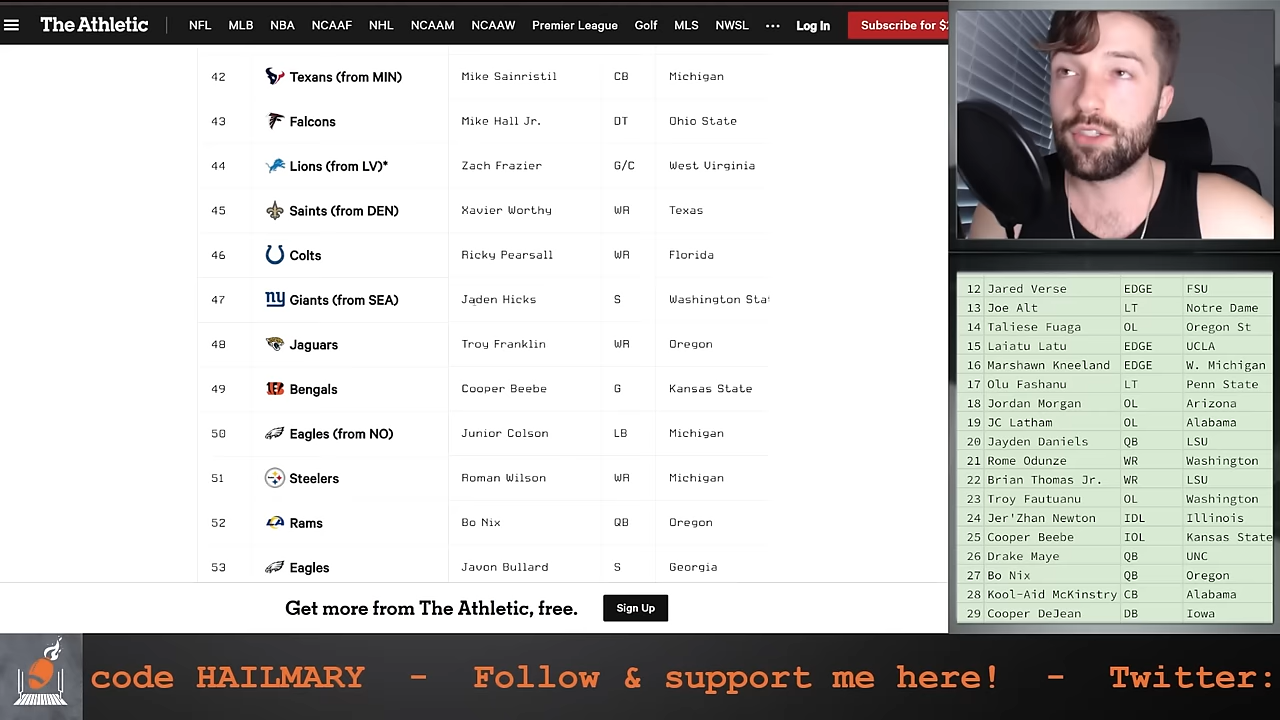 The Athletic NFL MLB NBA NCAAF NHL NCAAM NCAAW Premier League Golf MLS NWSL ... Log In Subscribe for $2
42 Texans (from MIN) Mike Sainristil CB Michigan
43 Falcons Mike Hall Jr. DT Ohio State
44 Lions (from LV)* Zach Frazier G/C West Virginia
45 Saints (from DEN) Xavier Worthy WR Texas
46 Colts Ricky Pearsall WR Florida
47 ny Giants (from SEA) Jaden Hicks S Washington Sta
48 Jaguars Troy Franklin WR Oregon
49 Bengals Cooper Beebe G Kansas State
50 Eagles (from NO) Junior Colson LB Michigan
51 Steelers Roman Wilson WR Michigan
52 Rams Bo Nix QB Oregon
53 Eagles Javon Bullard S Georgia
Get more from The Athletic, free. Sign Up
12 Jared Verse EDGE FSU
13 Joe Alt LT Notre Dame
14 Taliese Fuaga OL Oregon St
15 Laiatu Latu EDGE UCLA
16 Marshawn Kneeland EDGE W. Michigan
17 Olu Fashanu LT Penn State
18 Jordan Morgan OL Arizona
19 JC Latham OL Alabama
20 Jayden Daniels QB LSU
21 Rome Odunze WR Washington
22 Brian Thomas Jr. WR LSU
23 Troy Fautuanu OL Washington
24 Jer'Zhan Newton IDL Illinois
25 Cooper Beebe IOL Kansas State
26 Drake Maye QB UNC
27 Bo Nix QB Oregon
28 Kool-Aid McKinstry CB Alabama
29 Cooper DeJean DB Iowa
code HAILMARY - Follow & support me here! - Twitter: